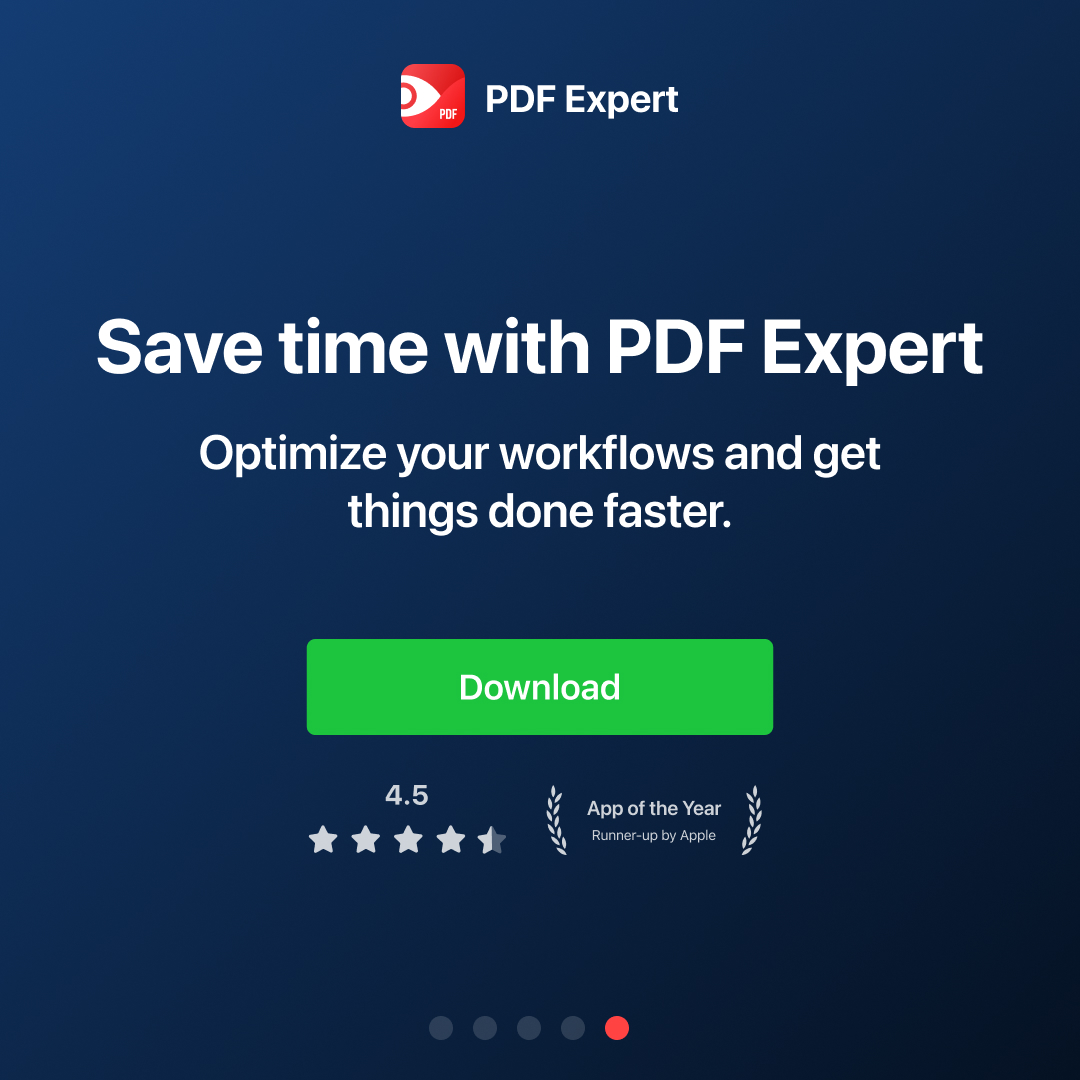 PDF
PDF Expert
Save time with PDF Expert
Optimize your workflows and get
things done faster.
Download
4.5
App of the Year
Runner-up by Apple